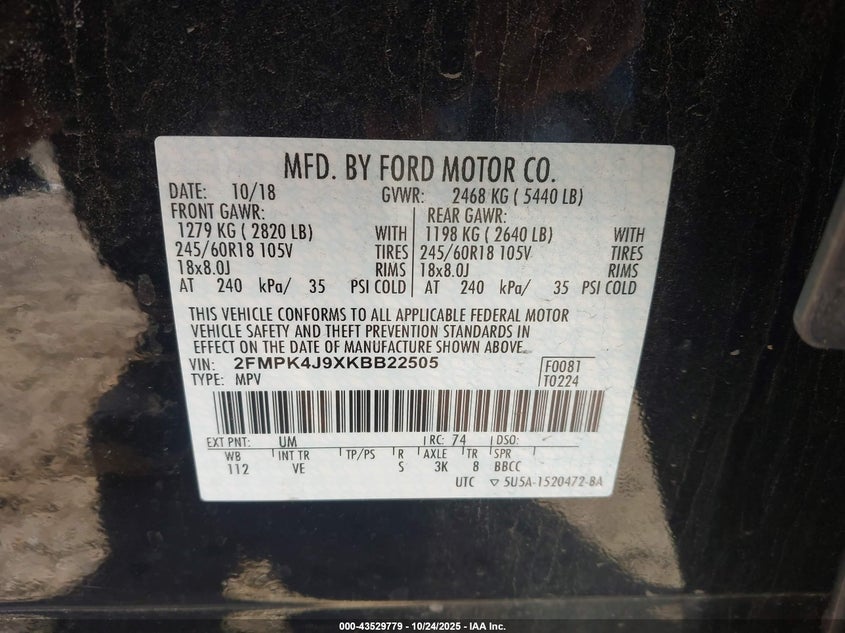 MFD. BY FORD MOTOR CO.
DATE: 10/18 GVWR: 2468 KG ( 5440 LB)
FRONT GAWR: REAR GAWR:
1279 KG ( 2820 LB) WITH 1198 KG ( 2640 LB) WITH
245/60R18 105V TIRES 245/60R18 105V TIRES
18x8.0J RIMS 18x8.0J RIMS
AT 240 kPa/ 35 PSI COLD AT 240 kPa/ 35 PSI COLD
THIS VEHICLE CONFORMS TO ALL APPLICABLE FEDERAL MOTOR
VEHICLE SAFETY AND THEFT PREVENTION STANDARDS IN
EFFECT ON THE DATE OF MANUFACTURE SHOWN ABOVE.
VIN: 2FMPK4J9XKBB22505 F0081
TYPE: MPV T0224
EXT PNT: UM RC: 74 DSO:
WB INT TR TP/PS R AXLE TR SPR
112 VE S 3K 8 BBCC
UTC ▽ 5U5A-1520472-BA
000-43529779 - 10/24/2025 - IAA Inc.